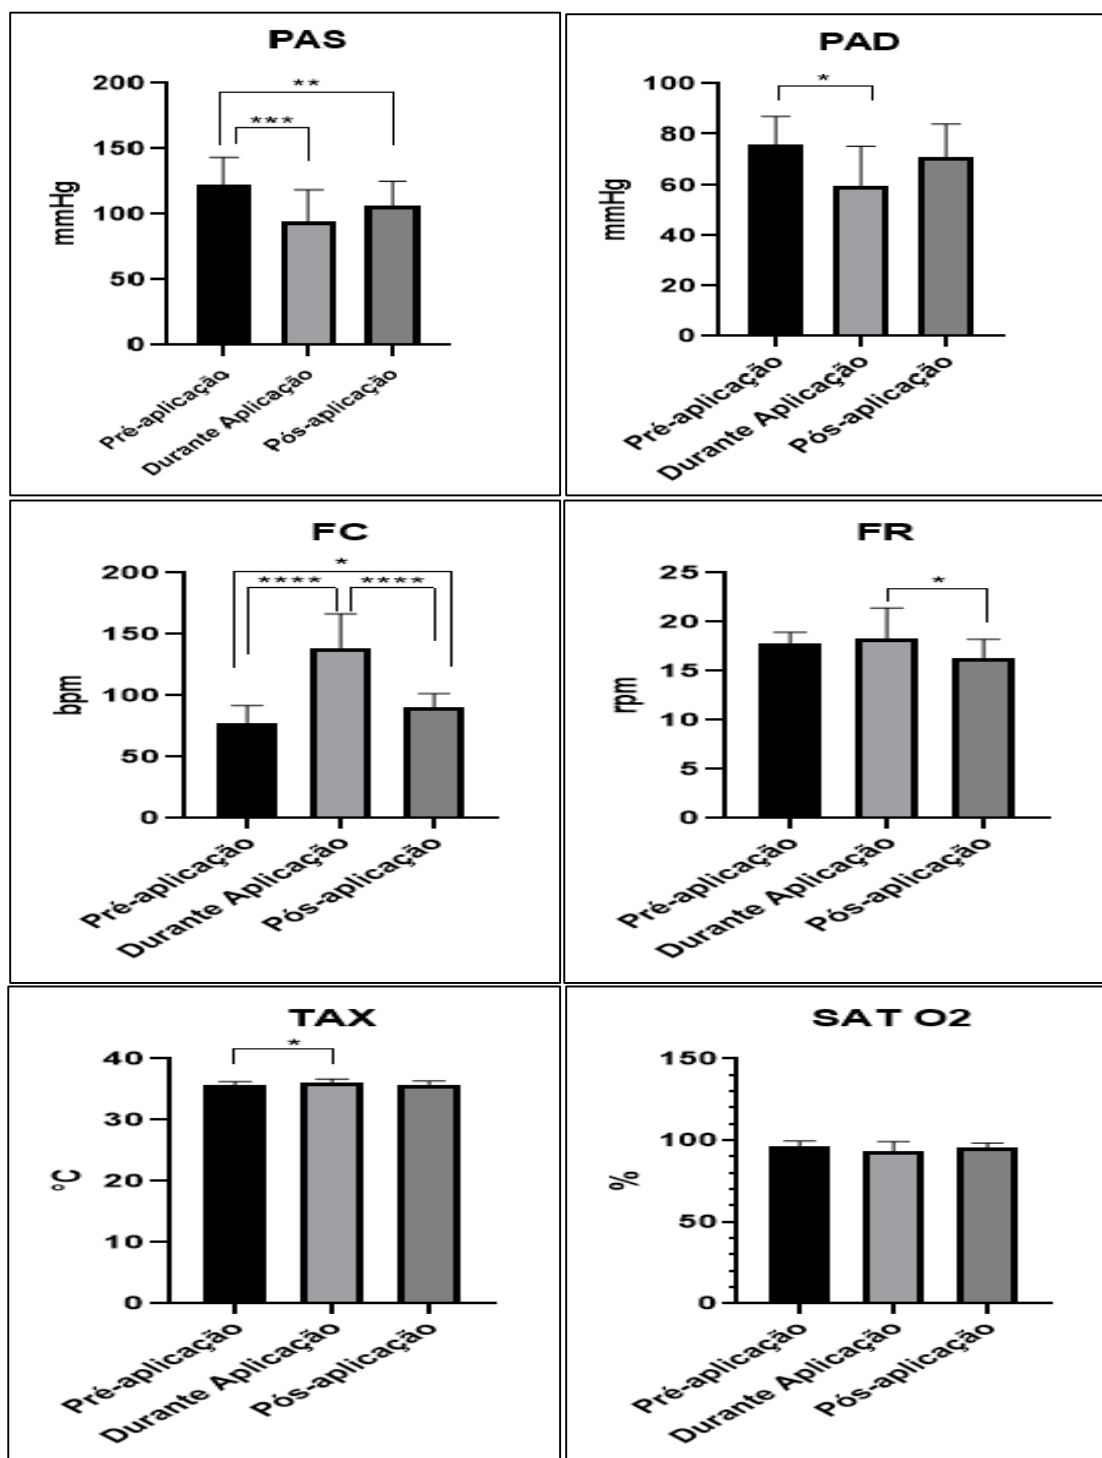 PAS
**
***
200
150
100
50
0
mmHg
Pré-aplicação
Durante Aplicação
Pós-aplicação
PAD
*
100
80
60
40
20
0
mmHg
Pré-aplicação
Durante Aplicação
Pós-aplicação
FC
*
**** ****
200
150
100
50
0
bpm
Pré-aplicação
Durante Aplicação
Pós-aplicação
FR
*
25
20
15
10
5
0
rpm
Pré-aplicação
Durante Aplicação
Pós-aplicação
TAX
*
40
30
20
10
0
°C
Pré-aplicação
Durante Aplicação
Pós-aplicação
SAT O2
150
100
50
0
%
Pré-aplicação
Durante Aplicação
Pós-aplicação